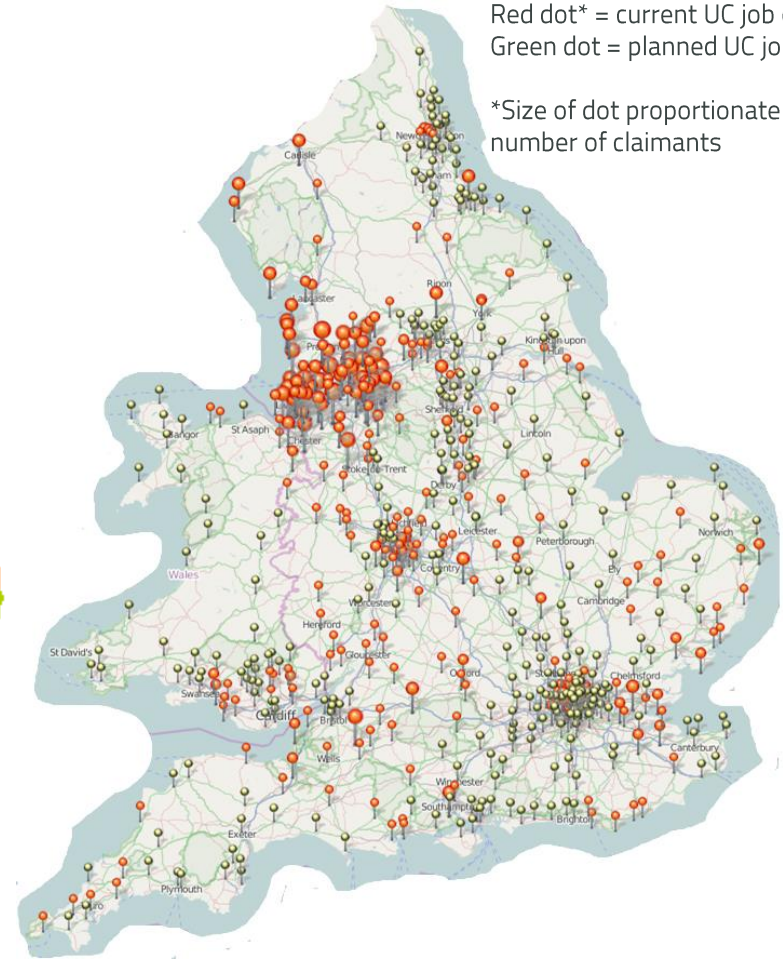 Red dot* = current UC job
Green dot = planned UC jo
*Size of dot proportionate
number of claimants
Carlisle
Lancaster
Ripon
York
Kingston upon
Hull
Bangor
St Asaph
Chester
Sheffield
Lincoln
Stoke-on-Trent
Derby
Norwich
Leicester
Peterborough
Coventry
Ely
Wales
Cambridge
Worcester
Hereford
St David's
Gloucester
Oxford
Chelmsford
Swansea
Cardiff
Bristol
Canterbury
Wells
Winchester
Southampton
Brighton
Exeter
Plymouth